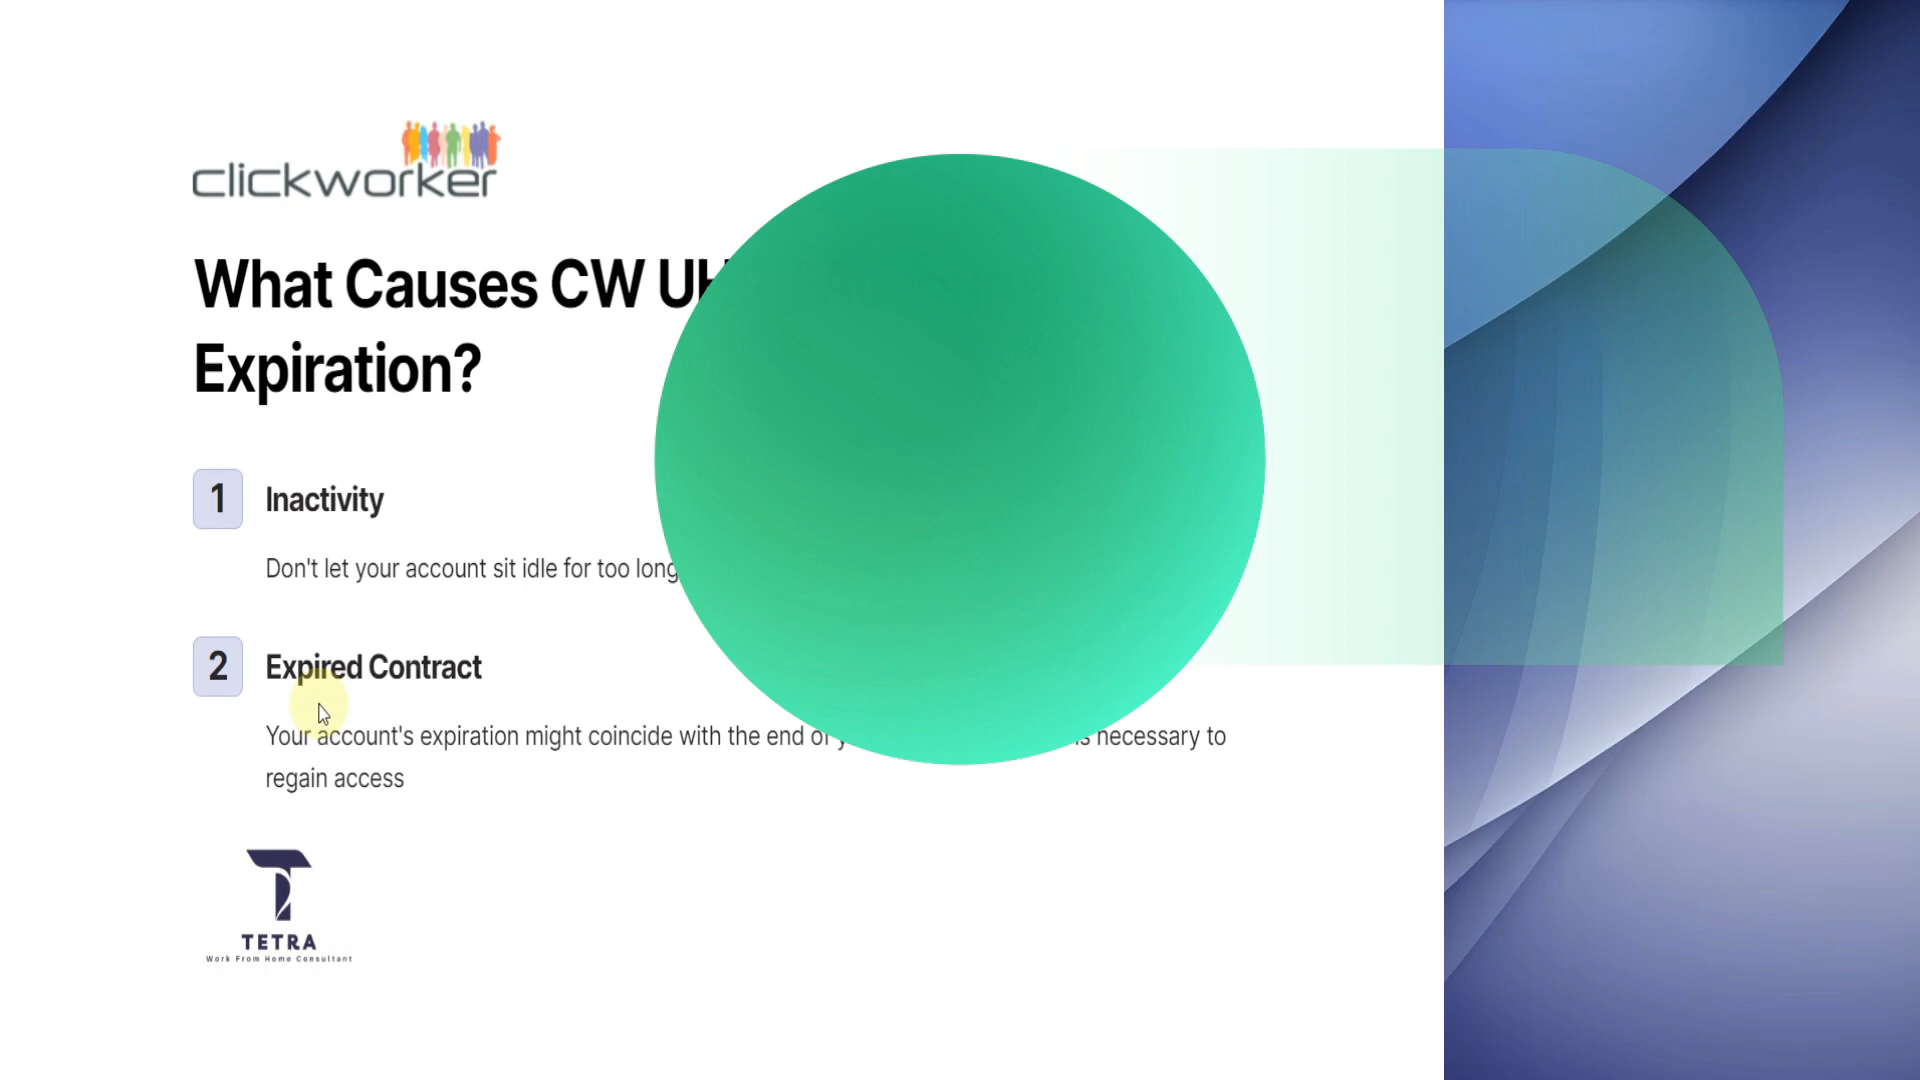 clickworker
What Causes CW
Expiration?
1 Inactivity
Don't let your account sit idle for too long
2 Expired Contract
Your account's expiration might coincide with the end of necessary to
regain access
TETRA
Work From Home Consultant